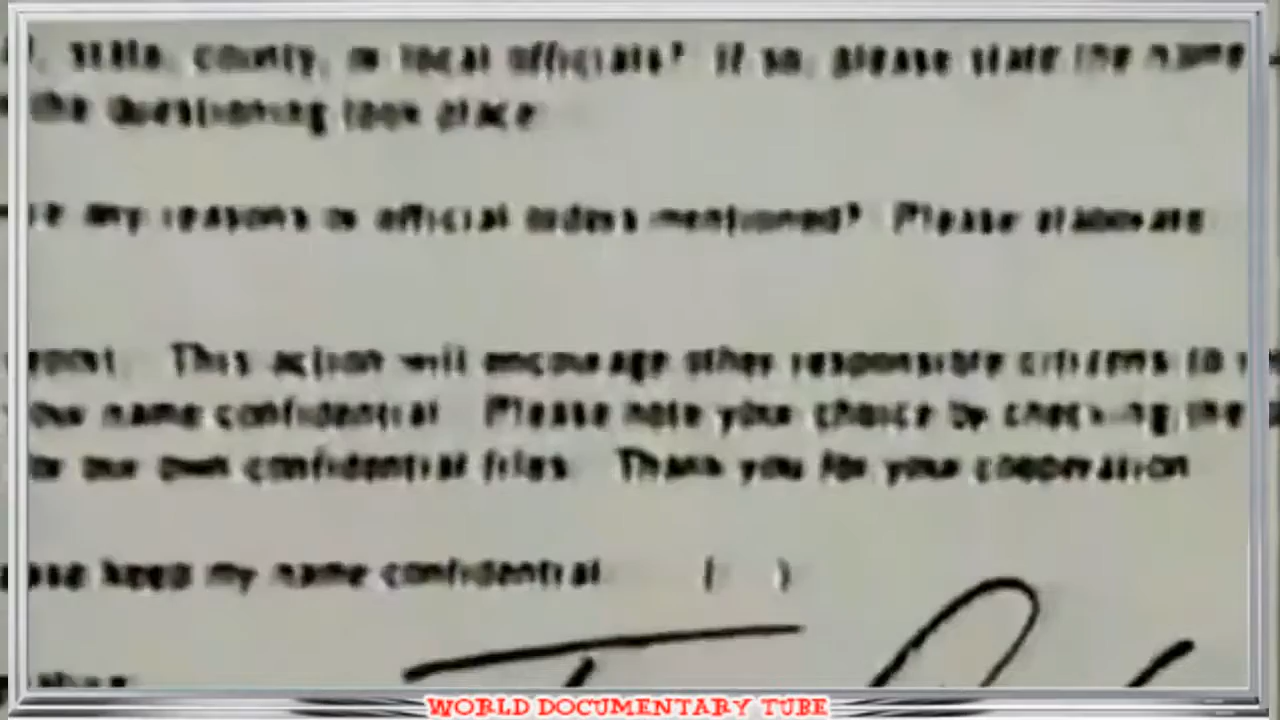 state, county, or local officials? If so, please state the name
the questioning took place
any reasons or official orders mentioned? Please elaborate
This action will encourage other responsible citizens to
your name confidential. Please note your choice by checking the
for our own confidential files. Thank you for your cooperation
keep my name confidential. ( )
WORLD DOCUMENTARY TUBE